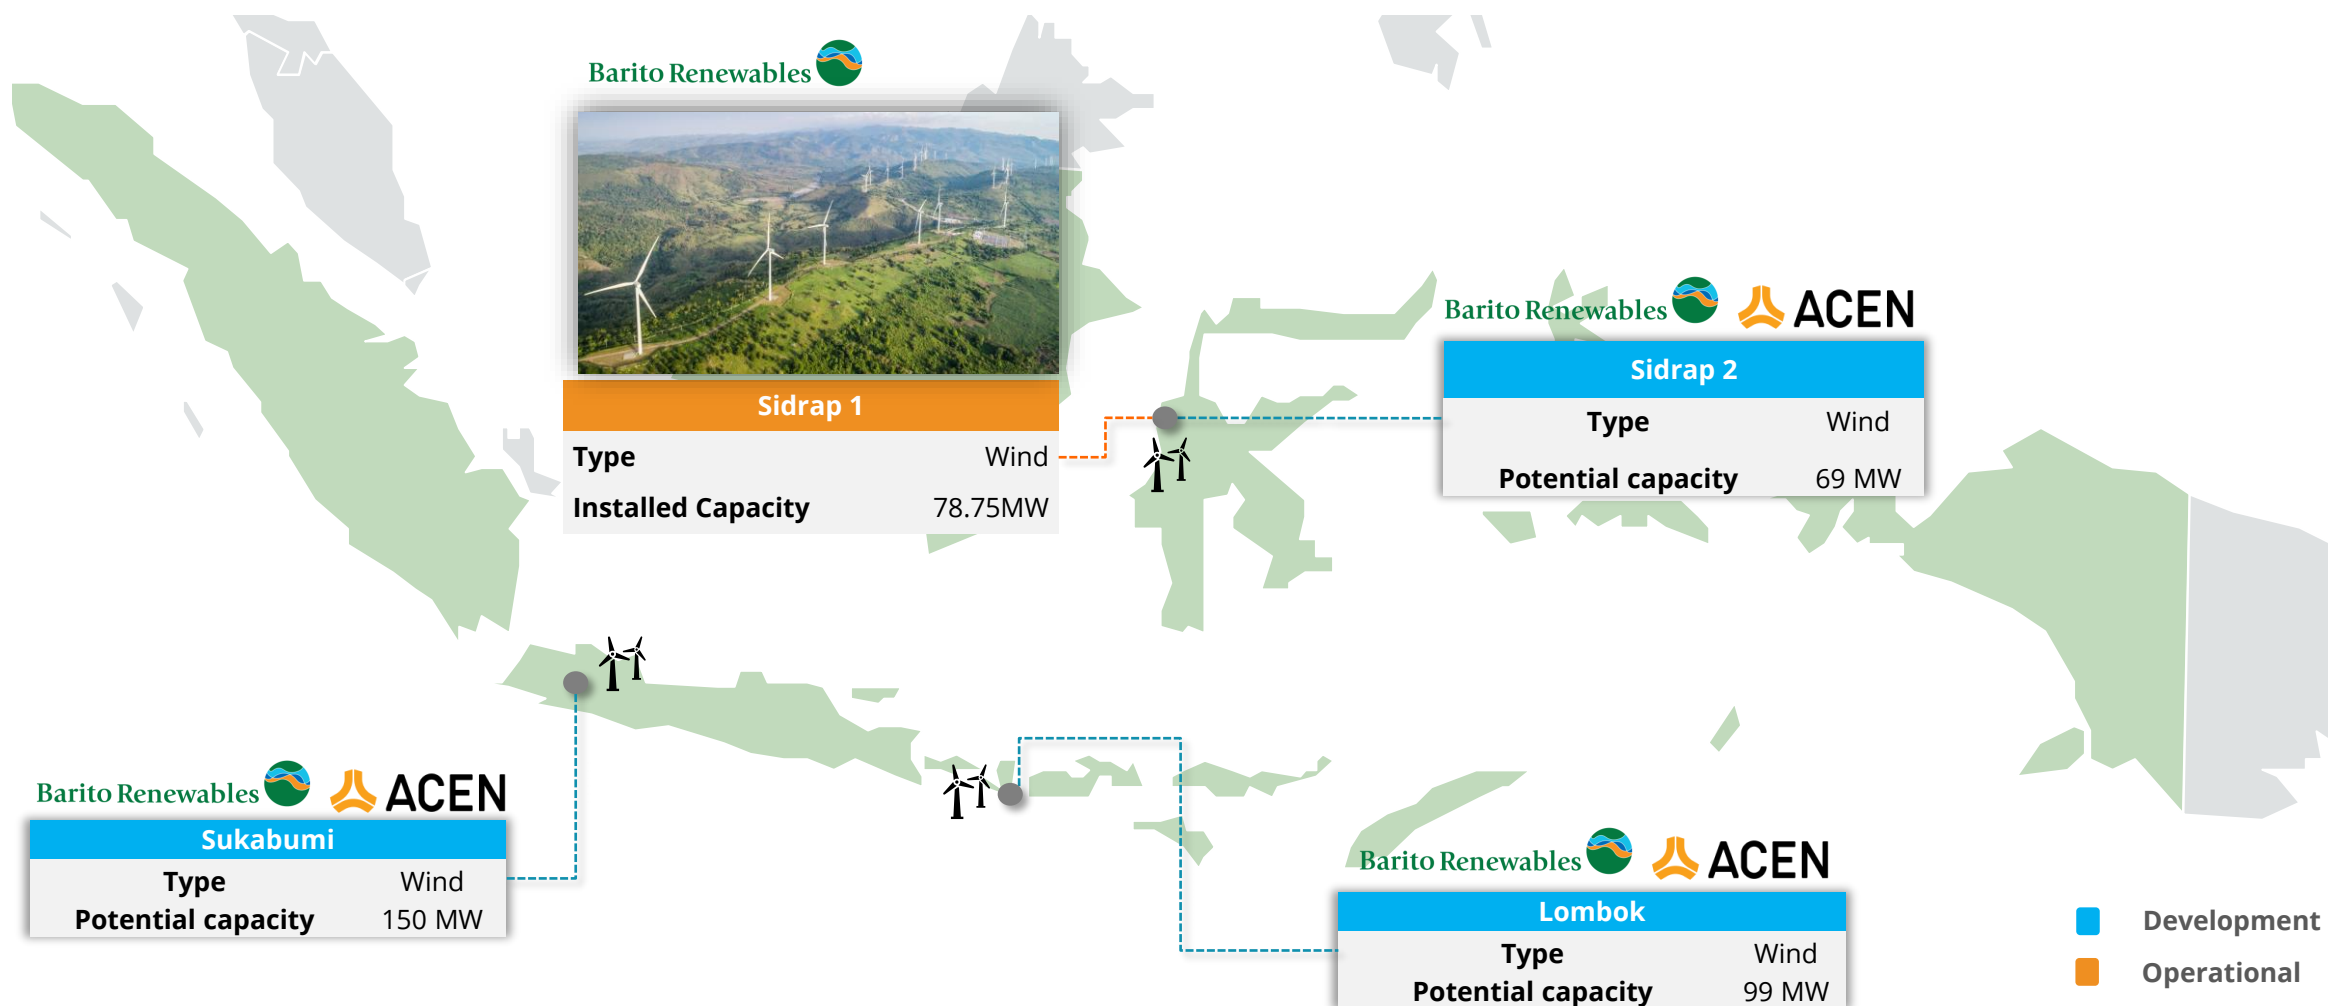 Barito Renewables
Sidrap 1
Type Wind
Installed Capacity 78.75MW
Barito Renewables ACEN
Sidrap 2
Type Wind
Potential capacity 69 MW
Barito Renewables ACEN
Sukabumi
Type Wind
Potential capacity 150 MW
Barito Renewables ACEN
Lombok
Type Wind
Potential capacity 99 MW
Development
Operational